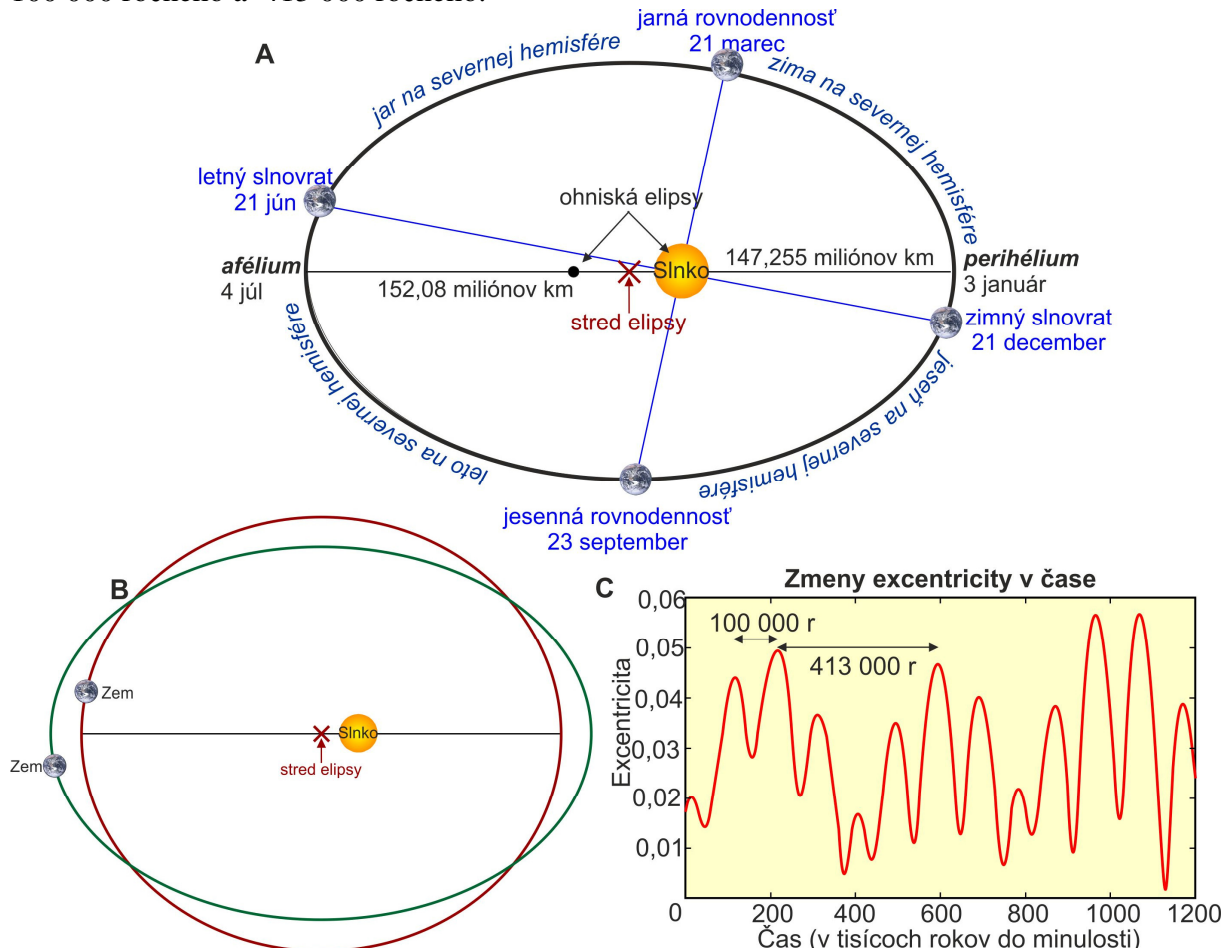 100 000 ročného a 413 000 ročného.
A
jarná rovnodennosť
21 marec
jar na severnej hemisfére
zima na severnej hemisfére
letný slnovrat
21 jún
ohniská elipsy
afélium
4 júl
152,08 miliónov km
Slnko
147,255 miliónov km
perihélium
3 január
stred elipsy
zimný slnovrat
21 december
leto na severnej hemisfére
jeseň na severnej hemisfére
jesenná rovnodennosť
23 september
B
Zem
Zem
Slnko
stred elipsy
C
Zmeny excentricity v čase
0,06
0,05
0,04
0,03
0,02
0,01
Excentricita
100 000 r
413 000 r
0
200
400
600
800
1000
1200
Čas (v tisícoch rokov do minulosti)